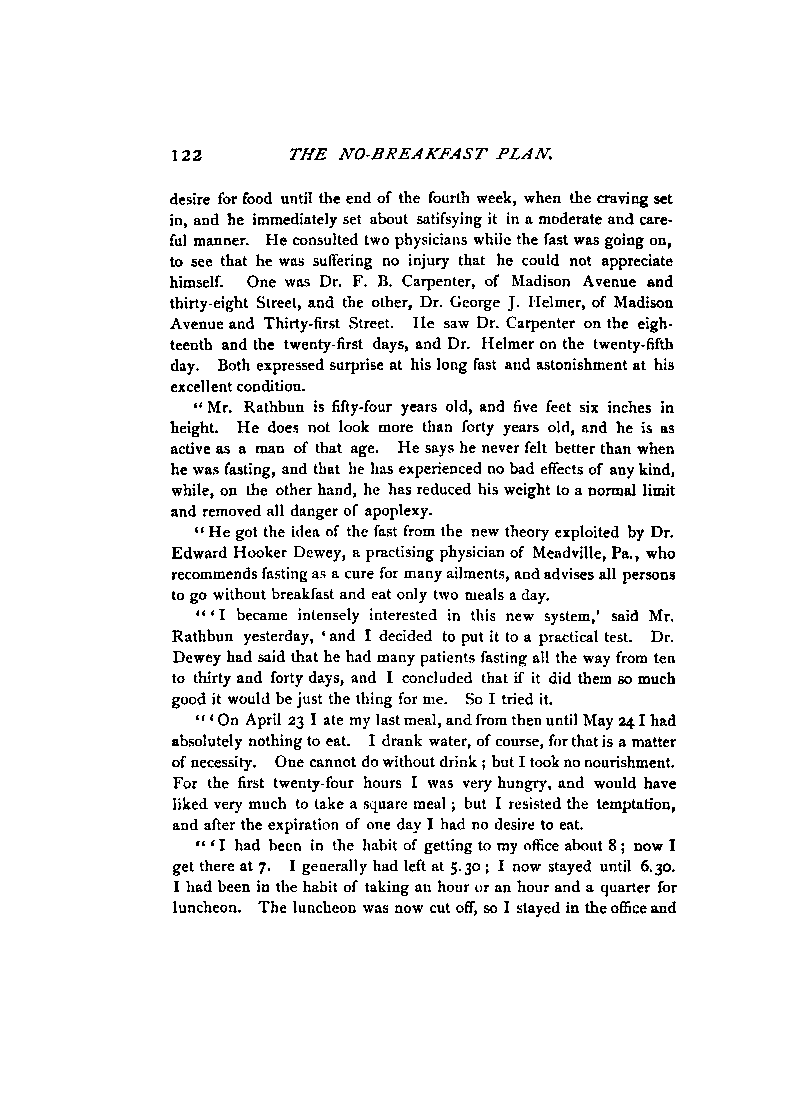 122 THE NO-BREAKFAST PLAN.
desire for food until the end of the fourth week, when the craving set
in, and he immediately set about satifsying it in a moderate and care-
ful manner. He consulted two physicians while the fast was going on,
to see that he was suffering no injury that he could not appreciate
himself. One was Dr. F. B. Carpenter, of Madison Avenue and
thirty-eight Street, and the other, Dr. George J. Helmer, of Madison
Avenue and Thirty-first Street. He saw Dr. Carpenter on the eigh-
teenth and the twenty-first days, and Dr. Helmer on the twenty-fifth
day. Both expressed surprise at his long fast and astonishment at his
excellent condition.
“Mr. Rathbun is fifty-four years old, and five feet six inches in
height. He does not look more than forty years old, and he is as
active as a man of that age. He says he never felt better than when
he was fasting, and that he has experienced no bad effects of any kind,
while, on the other hand, he has reduced his weight to a normal limit
and removed all danger of apoplexy.
“He got the idea of the fast from the new theory exploited by Dr.
Edward Hooker Dewey, a practising physician of Meadville, Pa., who
recommends fasting as a cure for many ailments, and advises all persons
to go without breakfast and eat only two meals a day.
“‘I became intensely interested in this new system,’ said Mr.
Rathbun yesterday, ‘and I decided to put it to a practical test. Dr.
Dewey had said that he had many patients fasting all the way from ten
to thirty and forty days, and I concluded that if it did them so much
good it would be just the thing for me. So I tried it.
“‘On April 23 I ate my last meal, and from then until May 24 I had
absolutely nothing to eat. I drank water, of course, for that is a matter
of necessity. One cannot do without drink; but I took no nourishment.
For the first twenty-four hours I was very hungry, and would have
liked very much to take a square meal; but I resisted the temptation,
and after the expiration of one day I had no desire to eat.
“‘I had been in the habit of getting to my office about 8; now I
get there at 7. I generally had left at 5.30; I now stayed until 6.30.
I had been in the habit of taking an hour or an hour and a quarter for
luncheon. The luncheon was now cut off, so I stayed in the office and